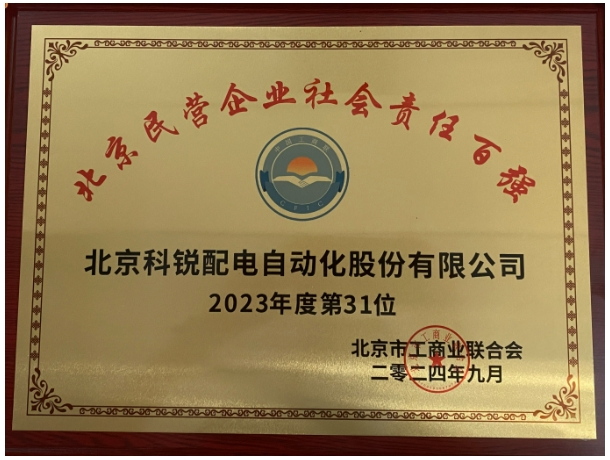 北京民营企业社会责任百强
北京科锐配电自动化股份有限公司
2023年度第31位
北京市工商业联合会
二零二四年九月